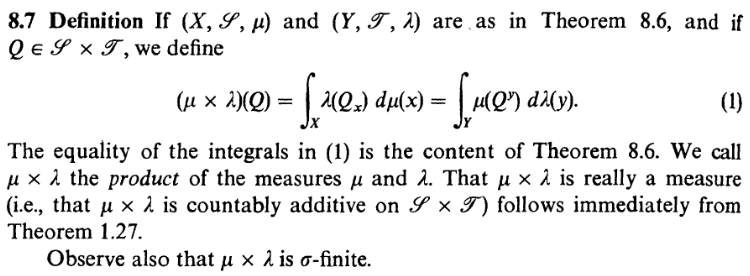 8.7 Definition If (X, 𝒮, μ) and (Y, 𝒯, λ) are as in Theorem 8.6, and if
Q ∈ 𝒮 × 𝒯, we define
(μ × λ)(Q) = ∫_X λ(Q_x) dμ(x) = ∫_Y μ(Q^y) dλ(y). (1)
The equality of the integrals in (1) is the content of Theorem 8.6. We call
μ × λ the product of the measures μ and λ. That μ × λ is really a measure
(i.e., that μ × λ is countably additive on 𝒮 × 𝒯) follows immediately from
Theorem 1.27.
Observe also that μ × λ is σ-finite.